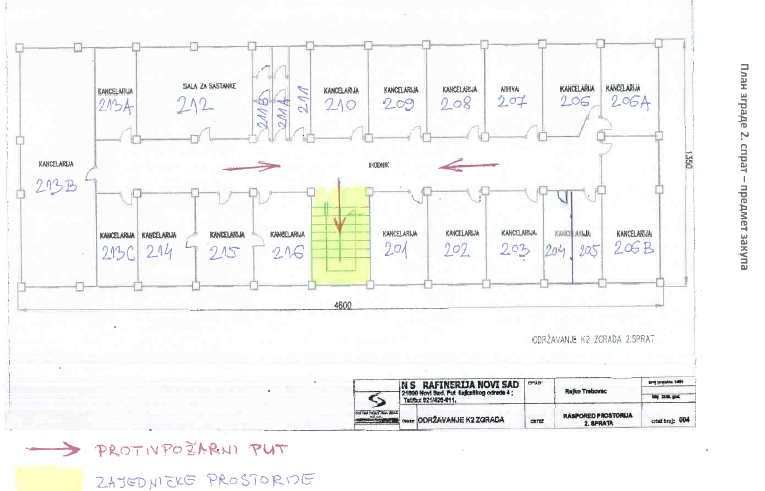 План зграде 2. спрат – предмет закупа
KANCELARIJA
213A
SALA ZA SASTANKE
212
211B
211A
211
KANCELARIJA
210
KANCELARIJA
209
KANCELARIJA
208
ARHIVA
207
KANCELARIJA
206
KANCELARIJA
206A
KANCELARIJA
213B
HODNIK
1350
KANCELARIJA
213C
KANCELARIJA
214
KANCELARIJA
215
KANCELARIJA
216
KANCELARIJA
201
KANCELARIJA
202
KANCELARIJA
203
KANCELARIJA
204 205
KANCELARIJA
206B
4600
ODRŽAVANJE K2 ZGRADA 2.SPRAT
N S RAFINERIJA NOVI SAD
21000 Novi Sad, Put šajkaškog odreda 4 ;
ODRŽAVANJE K2 ZGRADA
Rajko Trebovac
RASPORED PROSTORIJA
2. SPRATA
crtež broj: 004
PROTIVPOŽARNI PUT
ZAJEDNIČKE PROSTORIJE